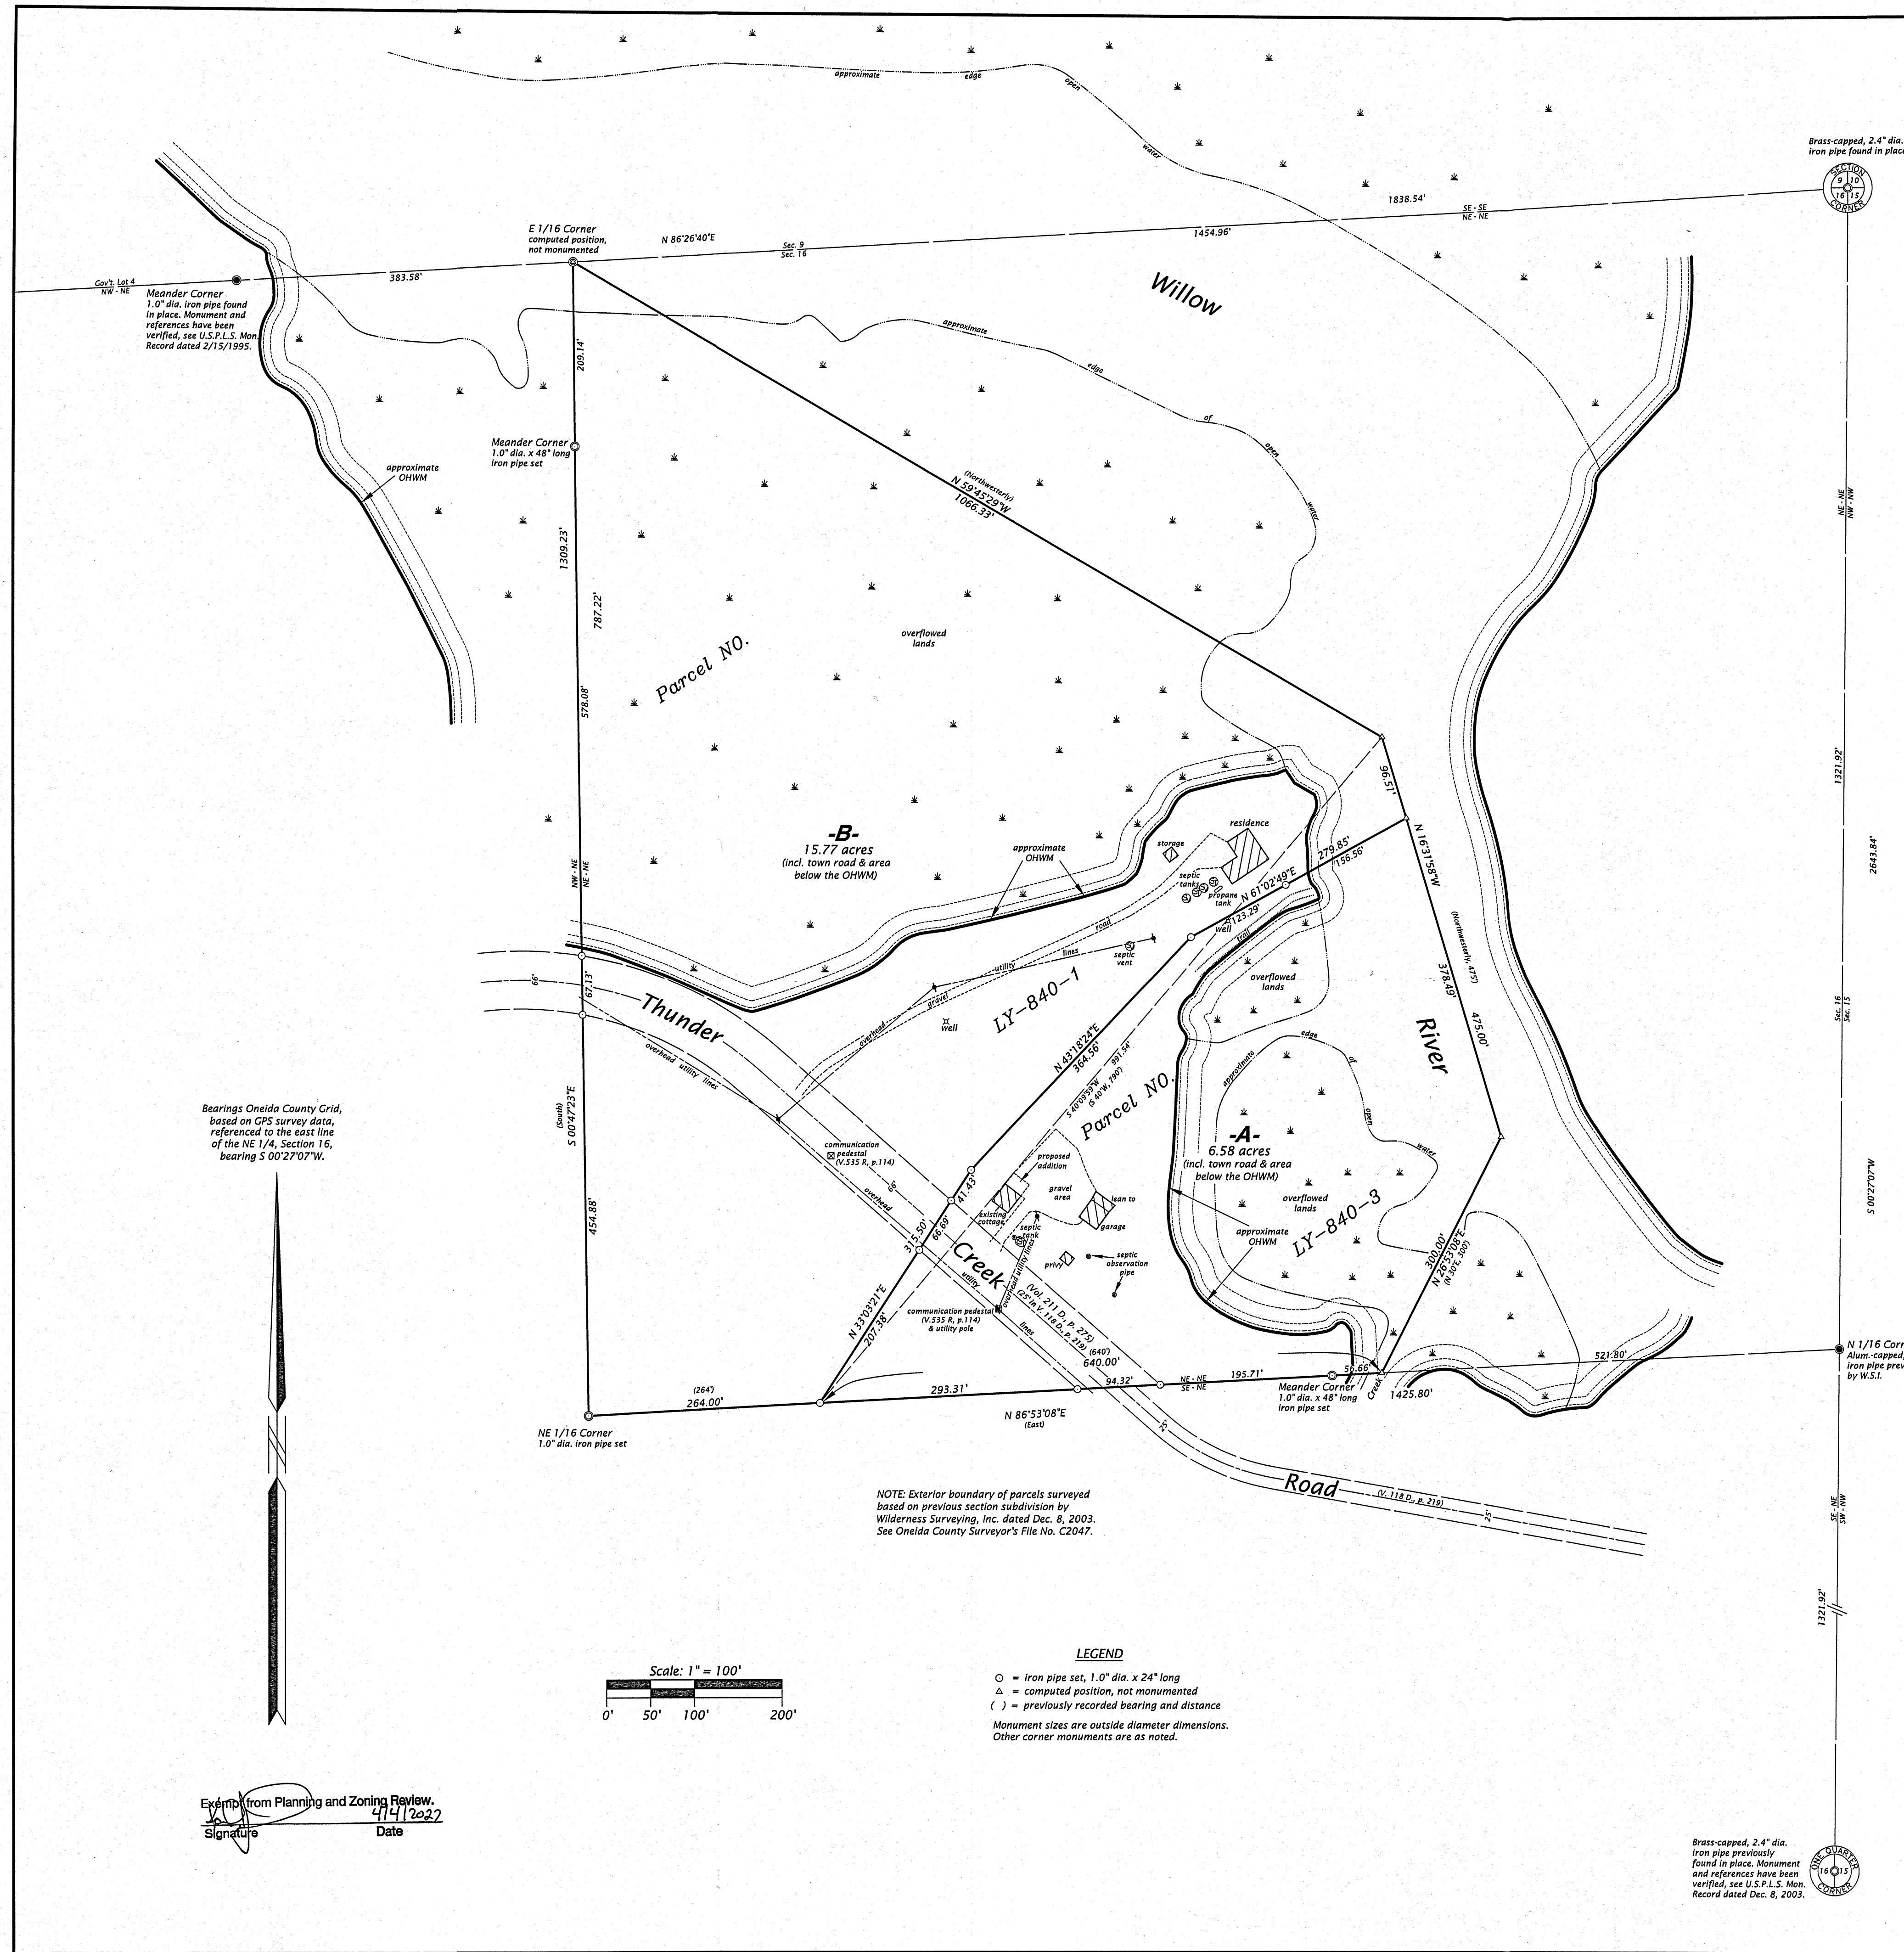 approximate
edge
open
water
Brass-capped, 2.4" dia.
iron pipe found in place
SECTION
9 10
16 15
CORNER
1838.54'
SE - SE
NE - NE
1454.96'
E 1/16 Corner
computed position,
not monumented
N 86°26'40"E
Sec. 9
Sec. 16
383.58'
Gov't. Lot 4
NW - NE
Meander Corner
1.0" dia. iron pipe found
in place. Monument and
references have been
verified, see U.S.P.L.S. Mon.
Record dated 2/15/1995.
Willow
approximate
edge
of
open
water
209.14'
Meander Corner
1.0" dia. x 48" long
iron pipe set
approximate
OHWM
(Northwesterly)
N 59°45'29"W
1066.33'
NE - NE
NW - NW
1309.23'
787.22'
overflowed
lands
Parcel NO.
578.08'
96.51'
1321.92'
-B-
15.77 acres
(incl. town road & area
below the OHWM)
approximate
OHWM
residence
storage
septic
tanks
propane
tank
279.85'
156.56'
N 61°02'49"E
123.29'
well
trail
N 16°31'58"W
(Northwesterly, 475')
378.49'
475.00'
2643.84'
NW - NE
NE - NE
gravel
road
overhead
utility
lines
septic
vent
well
LY-840-1
overflowed
lands
66'
67.13'
Thunder
overhead utility lines
N 43°18'24"E
364.56'
S 40°09'59"W
991.54'
(S 40°W, 790')
Parcel NO.
approximate
edge
of
open
water
River
Sec. 16
Sec. 15
Bearings Oneida County Grid,
based on GPS survey data,
referenced to the east line
of the NE 1/4, Section 16,
bearing S 00°27'07"W.
(South)
S 00°47'23"E
454.88'
communication
pedestal
(V.535 R, p.114)
66'
overhead
utility
lines
41.43'
66.69'
315.50'
N 33°03'21"E
207.38'
proposed
addition
existing
cottage
gravel
area
lean to
garage
septic
tank
privy
septic
observation
pipe
overhead utility lines
-A-
6.58 acres
(incl. town road & area
below the OHWM)
overflowed
lands
LY-840-3
approximate
OHWM
300.00'
N 26°53'08"E
(N 30°E, 300')
S 00°27'07"W
Creek
communication pedestal
(V.535 R, p.114)
& utility pole
(Vol. 211 D., p. 275)
(25' in V. 118 D., p. 219)
(640')
640.00'
(264')
264.00'
293.31'
94.32'
NE - NE
SE - NE
195.71'
56.66'
Creek
521.80'
1425.80'
N 86°53'08"E
(East)
Meander Corner
1.0" dia. x 48" long
iron pipe set
N 1/16 Corn
Alum.-capped,
iron pipe prev
by W.S.I.
NE 1/16 Corner
1.0" dia. iron pipe set
25'
Road
(V. 118 D., p. 219)
25'
SE - NE
SW - NW
1321.92'
NOTE: Exterior boundary of parcels surveyed
based on previous section subdivision by
Wilderness Surveying, Inc. dated Dec. 8, 2003.
See Oneida County Surveyor's File No. C2047.
Scale: 1" = 100'
0' 50' 100' 200'
LEGEND
= iron pipe set, 1.0" dia. x 24" long
= computed position, not monumented
( ) = previously recorded bearing and distance
Monument sizes are outside diameter dimensions.
Other corner monuments are as noted.
Exempt from Planning and Zoning Review.
4/4/2022
Signature Date
Brass-capped, 2.4" dia.
iron pipe previously
found in place. Monument
and references have been
verified, see U.S.P.L.S. Mon.
Record dated Dec. 8, 2003.
ONE QUARTER
16 15
CORNER